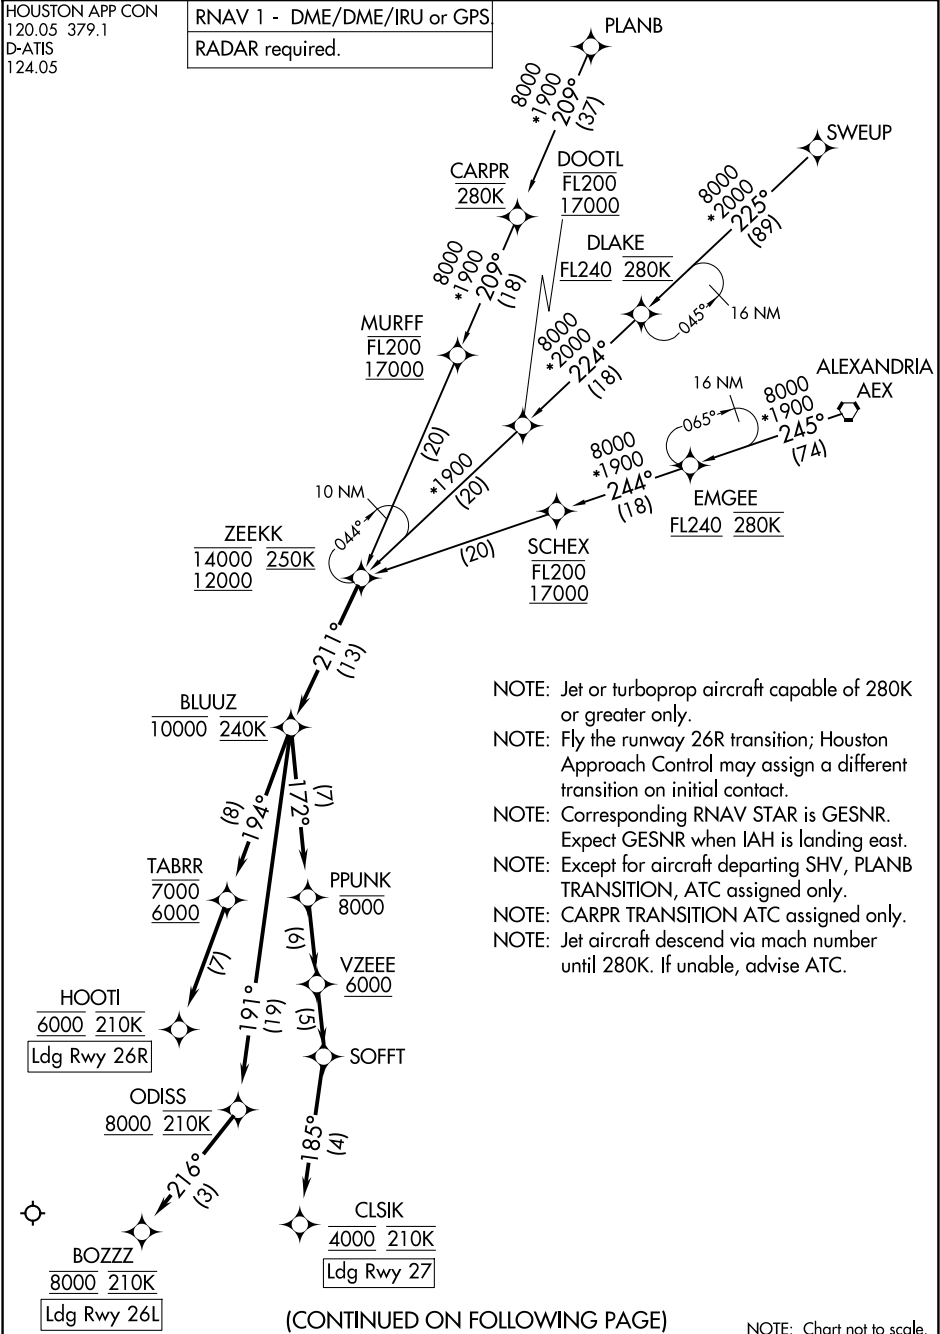 HOUSTON APP CON
120.05 379.1
D-ATIS
124.05
RNAV 1 - DME/DME/IRU or GPS.
RADAR required.
PLANB
8000
*1900
209°
(37)
SWEUP
8000
*2000
225°
(89)
CARPR
280K
DOOTL
FL200
17000
DLAKE
FL240 280K
045°
16 NM
8000
*1900
209°
(18)
MURFF
FL200
17000
8000
*2000
224°
(18)
ALEXANDRIA
AEX
16 NM
065°
8000
*1900
245°
(74)
(20)
*1900
(20)
8000
*1900
244°
(18)
EMGEE
FL240 280K
10 NM
044°
ZEEKK
14000 250K
12000
(20)
SCHEX
FL200
17000
211°
(13)
BLUUZ
10000 240K
NOTE: Jet or turboprop aircraft capable of 280K
or greater only.
NOTE: Fly the runway 26R transition; Houston
Approach Control may assign a different
transition on initial contact.
NOTE: Corresponding RNAV STAR is GESNR.
Expect GESNR when IAH is landing east.
NOTE: Except for aircraft departing SHV, PLANB
TRANSITION, ATC assigned only.
NOTE: CARPR TRANSITION ATC assigned only.
NOTE: Jet aircraft descend via mach number
until 280K. If unable, advise ATC.
(8)
194°
172°
(7)
TABRR
7000
6000
PPUNK
8000
(7)
(6)
VZEEE
6000
HOOTI
6000 210K
Ldg Rwy 26R
191°
(19)
(5)
SOFFT
ODISS
8000 210K
185°
(4)
216°
(3)
BOZZZ
8000 210K
Ldg Rwy 26L
CLSIK
4000 210K
Ldg Rwy 27
(CONTINUED ON FOLLOWING PAGE)
NOTE: Chart not to scale.